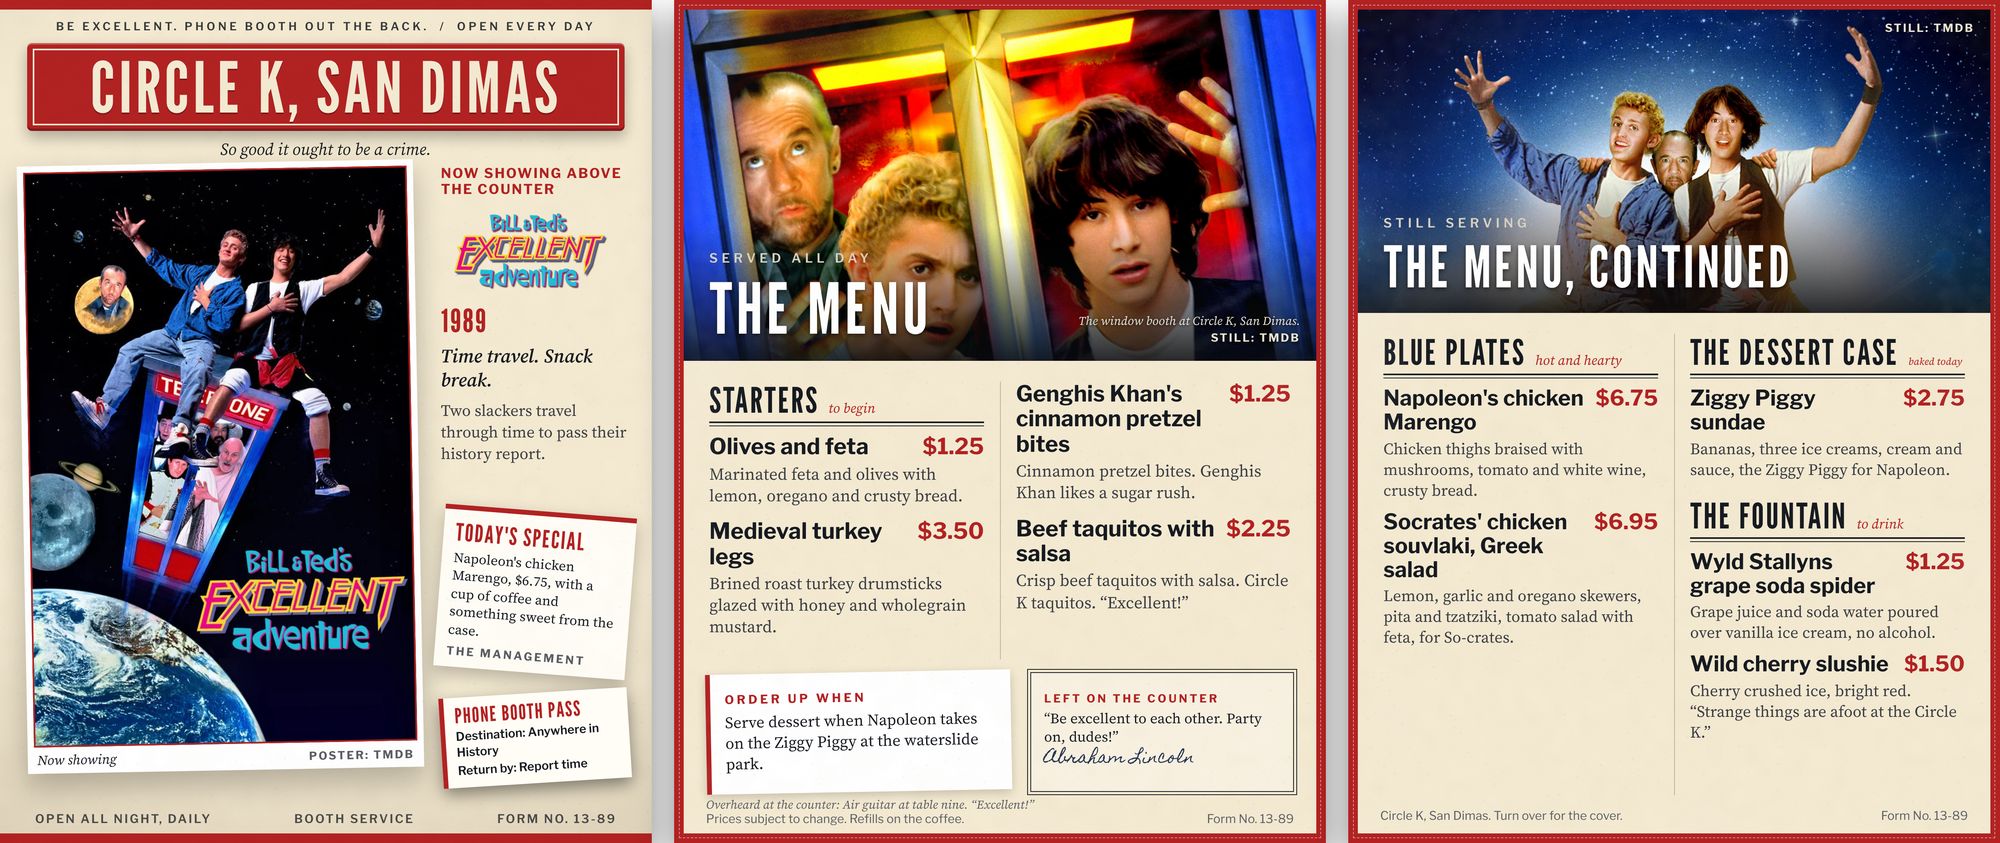 BE EXCELLENT. PHONE BOOTH OUT THE BACK. / OPEN EVERY DAY
CIRCLE K, SAN DIMAS
So good it ought to be a crime.
TELEPHONE
BiLL & TeD's
EXCELLENT
adventure
Now showing
POSTER: TMDB
NOW SHOWING ABOVE
THE COUNTER
BiLL & TeD's
EXCELLENT
adventure
1989
Time travel. Snack
break.
Two slackers travel
through time to pass their
history report.
TODAY'S SPECIAL
Napoleon's chicken
Marengo, $6.75, with a
cup of coffee and
something sweet from the
case.
THE MANAGEMENT
PHONE BOOTH PASS
Destination: Anywhere in
History
Return by: Report time
OPEN ALL NIGHT, DAILY
BOOTH SERVICE
FORM NO. 13-89
SERVED ALL DAY
THE MENU
The window booth at Circle K, San Dimas.
STILL: TMDB
STARTERS to begin
Olives and feta $1.25
Marinated feta and olives with
lemon, oregano and crusty bread.
Medieval turkey $3.50
legs
Brined roast turkey drumsticks
glazed with honey and wholegrain
mustard.
Genghis Khan's $1.25
cinnamon pretzel
bites
Cinnamon pretzel bites. Genghis
Khan likes a sugar rush.
Beef taquitos with $2.25
salsa
Crisp beef taquitos with salsa. Circle
K taquitos. “Excellent!”
ORDER UP WHEN
Serve dessert when Napoleon takes
on the Ziggy Piggy at the waterslide
park.
LEFT ON THE COUNTER
“Be excellent to each other. Party
on, dudes!”
Abraham Lincoln
Overheard at the counter: Air guitar at table nine. “Excellent!”
Prices subject to change. Refills on the coffee.
Form No. 13-89
STILL: TMDB
STILL SERVING
THE MENU, CONTINUED
BLUE PLATES hot and hearty
Napoleon's chicken $6.75
Marengo
Chicken thighs braised with
mushrooms, tomato and white wine,
crusty bread.
Socrates' chicken $6.95
souvlaki, Greek
salad
Lemon, garlic and oregano skewers,
pita and tzatziki, tomato salad with
feta, for So-crates.
THE DESSERT CASE baked today
Ziggy Piggy $2.75
sundae
Bananas, three ice creams, cream and
sauce, the Ziggy Piggy for Napoleon.
THE FOUNTAIN to drink
Wyld Stallyns $1.25
grape soda spider
Grape juice and soda water poured
over vanilla ice cream, no alcohol.
Wild cherry slushie $1.50
Cherry crushed ice, bright red.
“Strange things are afoot at the Circle
K.”
Circle K, San Dimas. Turn over for the cover.
Form No. 13-89